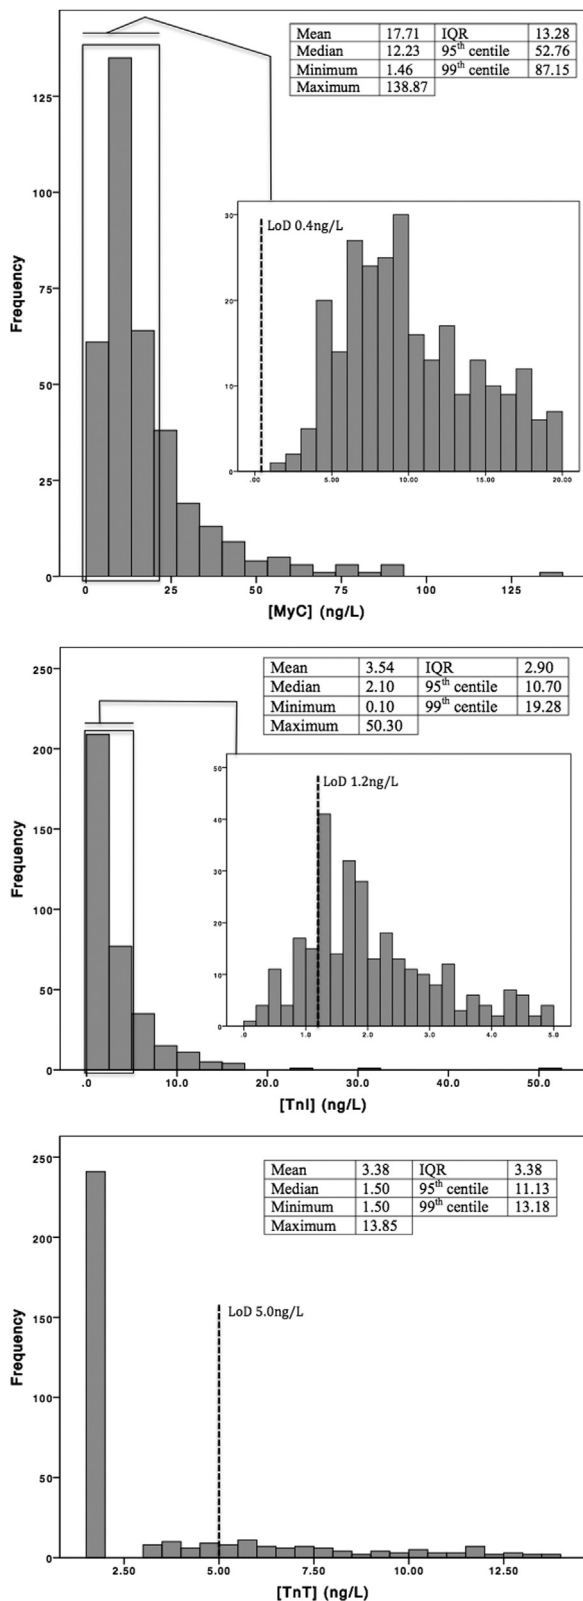 Mean 17.71 IQR 13.28
Median 12.23 95th centile 52.76
Minimum 1.46 99th centile 87.15
Maximum 138.87
Frequency
125
100
75
50
25
0
LoD 0.4ng/L
30
20
10
0
.00 5.00 10.00 15.00 20.00
0 25 50 75 100 125
[MyC] (ng/L)
Mean 3.54 IQR 2.90
Median 2.10 95th centile 10.70
Minimum 0.10 99th centile 19.28
Maximum 50.30
Frequency
250
200
150
100
50
0
LoD 1.2ng/L
50
40
30
20
10
0
.0 1.0 2.0 3.0 4.0 5.0
.0 10.0 20.0 30.0 40.0 50.0
[TnI] (ng/L)
Mean 3.38 IQR 3.38
Median 1.50 95th centile 11.13
Minimum 1.50 99th centile 13.18
Maximum 13.85
Frequency
250
200
150
100
50
0
LoD 5.0ng/L
2.50 5.00 7.50 10.00 12.50
[TnT] (ng/L)